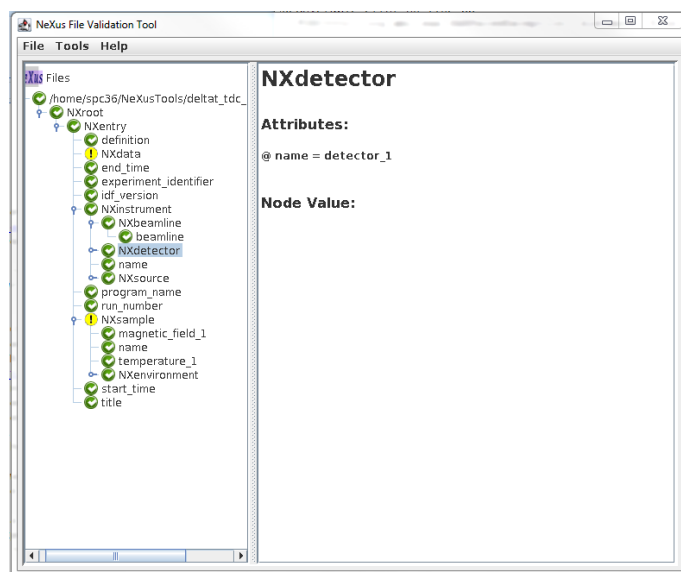 NeXus File Validation Tool
File Tools Help
eXus Files
/home/spc36/NeXusTools/deltat_tdc_
NXroot
NXentry
definition
NXdata
end_time
experiment_identifier
idf_version
NXinstrument
NXbeamline
beamline
NXdetector
name
NXsource
program_name
run_number
NXsample
magnetic_field_1
name
temperature_1
NXenvironment
start_time
title
NXdetector
Attributes:
@ name = detector_1
Node Value: